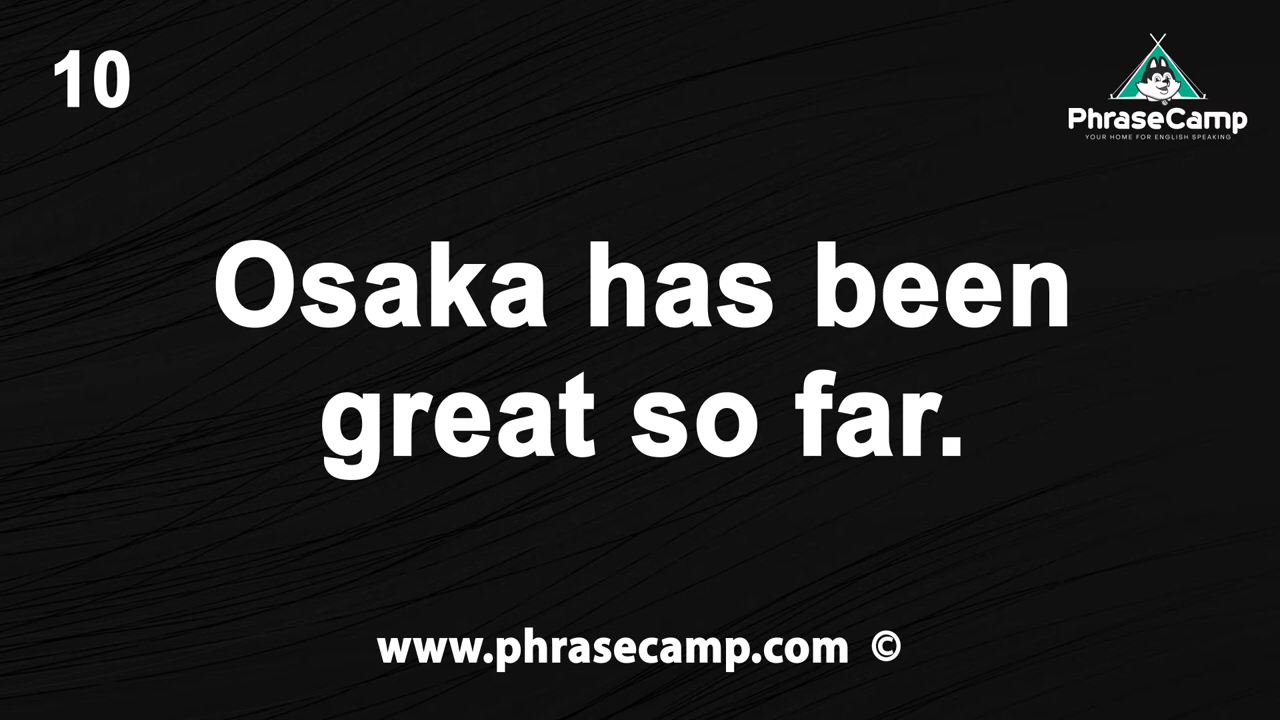 10
PhraseCamp
YOUR HOME FOR ENGLISH SPEAKING
Osaka has been
great so far.
www.phrasecamp.com ©